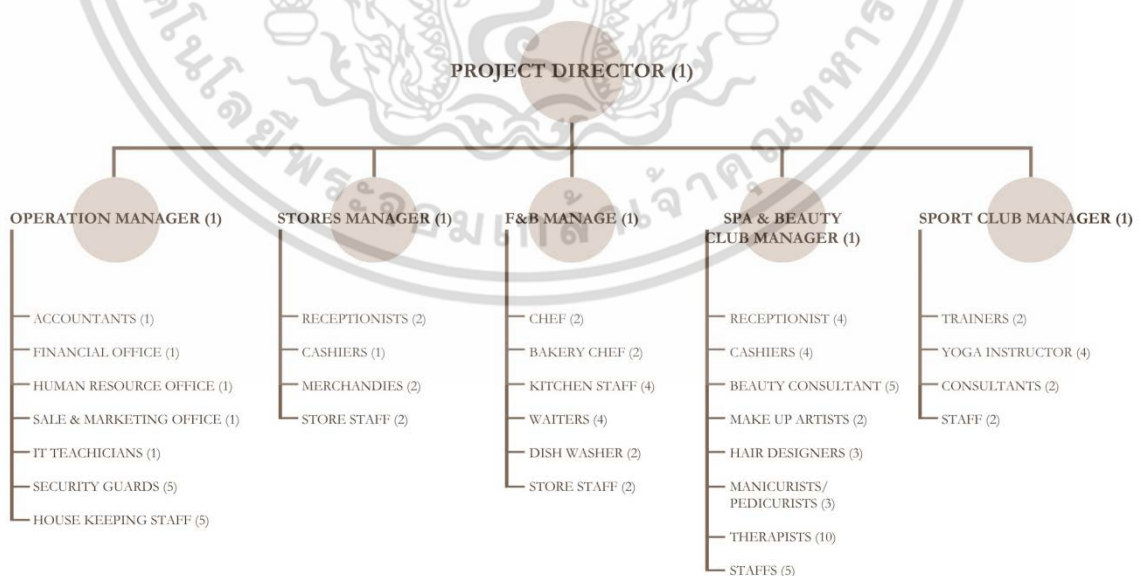 PROJECT DIRECTOR (1)
OPERATION MANAGER (1)
ACCOUNTANTS (1)
FINANCIAL OFFICE (1)
HUMAN RESOURCE OFFICE (1)
SALE & MARKETING OFFICE (1)
IT TEACHICIANS (1)
SECURITY GUARDS (5)
HOUSE KEEPING STAFF (5)
STORES MANAGER (1)
RECEPTIONISTS (2)
CASHIERS (1)
MERCHANDIES (2)
STORE STAFF (2)
F&B MANAGE (1)
CHEF (2)
BAKERY CHEF (2)
KITCHEN STAFF (4)
WAITERS (4)
DISH WASHER (2)
STORE STAFF (2)
SPA & BEAUTY
CLUB MANAGER (1)
RECEPTIONIST (4)
CASHIERS (4)
BEAUTY CONSULTANT (5)
MAKE UP ARTISTS (2)
HAIR DESIGNERS (3)
MANICURISTS/
PEDICURISTS (3)
THERAPISTS (10)
STAFFS (5)
SPORT CLUB MANAGER (1)
TRAINERS (2)
YOGA INSTRUCTOR (4)
CONSULTANTS (2)
STAFF (2)